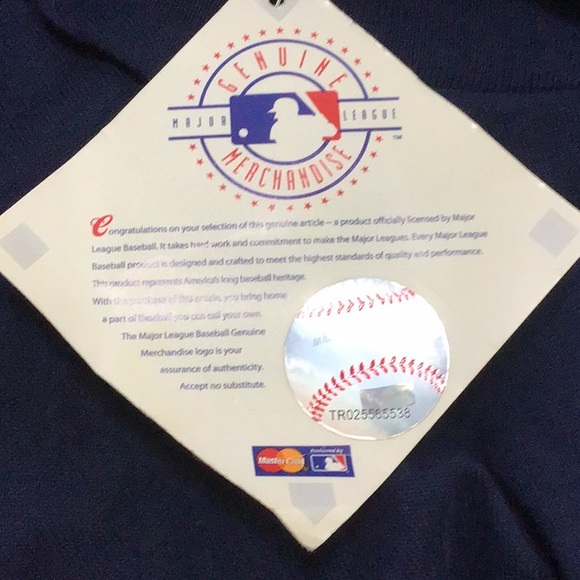 GENUINE
MAJOR LEAGUE
MERCHANDISE
TM
Congratulations on your selection of this genuine article – a product officially licensed by Major
League Baseball. It takes hard work and commitment to make the Major Leagues. Every Major League
Baseball product is designed and crafted to meet the highest standards of quality and performance.
This product represents America's long baseball heritage.
With the purchase of this article, you bring home
a part of Baseball you can call your own.
The Major League Baseball Genuine
Merchandise logo is your
assurance of authenticity.
Accept no substitute.
TR025565538
MasterCard
Preferred by